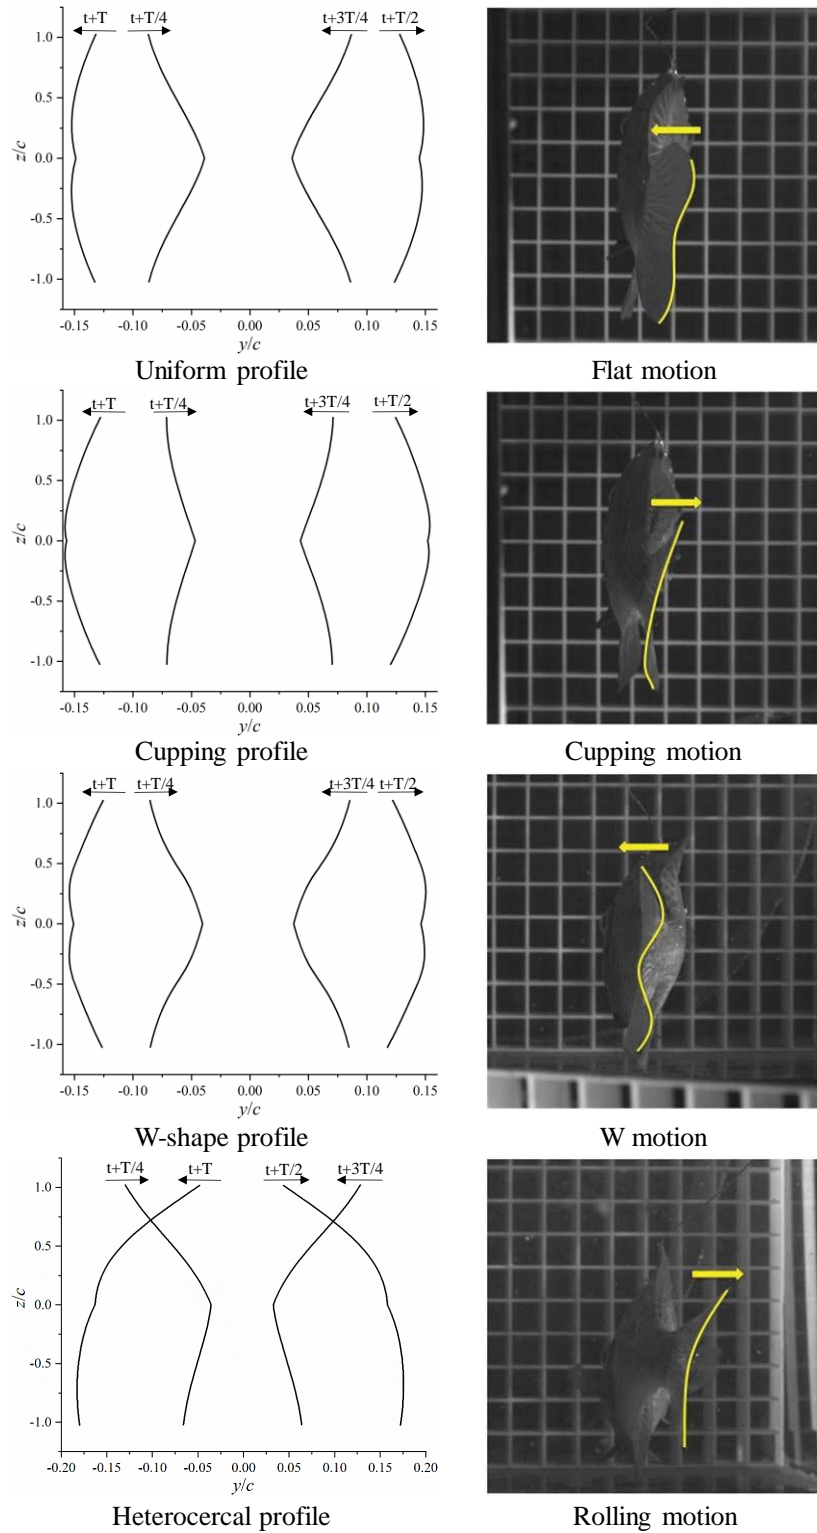 t+T t+T/4 t+3T/4 t+T/2
1.0
0.5
z/c
0.0
-0.5
-1.0
-0.15 -0.10 -0.05 0.00 0.05 0.10 0.15
y/c
Uniform profile Flat motion
t+T t+T/4 t+3T/4 t+T/2
1.0
0.5
z/c
0.0
-0.5
-1.0
-0.15 -0.10 -0.05 0.00 0.05 0.10 0.15
y/c
Cupping profile Cupping motion
t+T t+T/4 t+3T/4 t+T/2
1.0
0.5
z/c
0.0
-0.5
-1.0
-0.15 -0.10 -0.05 0.00 0.05 0.10 0.15
y/c
W-shape profile W motion
t+T/4 t+T t+T/2 t+3T/4
1.0
0.5
z/c
0.0
-0.5
-1.0
-0.20 -0.15 -0.10 -0.05 0.00 0.05 0.10 0.15 0.20
y/c
Heterocercal profile Rolling motion